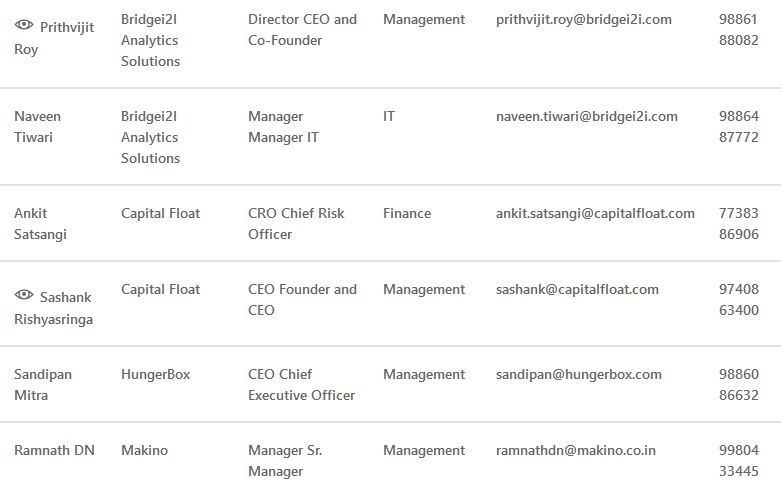 Prithvijit Roy
Bridgei2I Analytics Solutions
Director CEO and Co-Founder
Management
prithvijit.roy@bridgei2i.com
98861 88082
Naveen Tiwari
Bridgei2I Analytics Solutions
Manager Manager IT
IT
naveen.tiwari@bridgei2i.com
98864 87772
Ankit Satsangi
Capital Float
CRO Chief Risk Officer
Finance
ankit.satsangi@capitalfloat.com
77383 86906
Sashank Rishyasringa
Capital Float
CEO Founder and CEO
Management
sashank@capitalfloat.com
97408 63400
Sandipan Mitra
HungerBox
CEO Chief Executive Officer
Management
sandipan@hungerbox.com
98860 86632
Ramnath DN
Makino
Manager Sr. Manager
Management
ramnathdn@makino.co.in
99804 33445